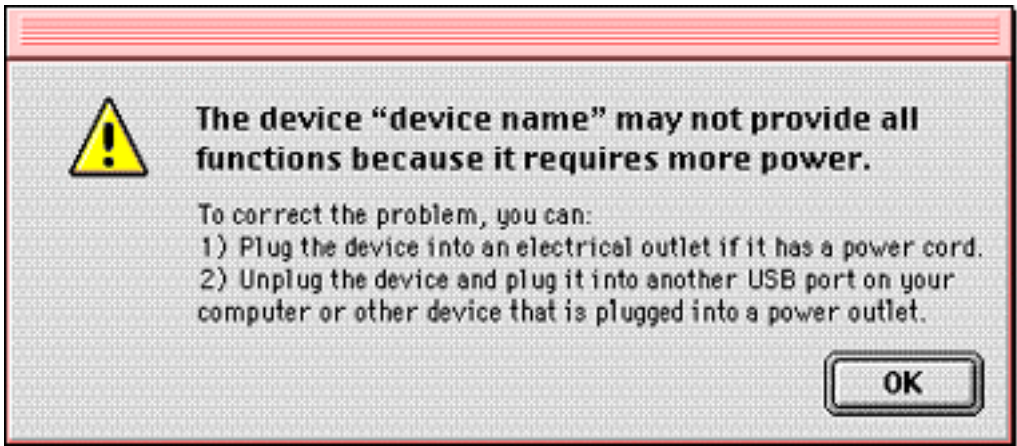 The device “device name” may not provide all
functions because it requires more power.
To correct the problem, you can:
1) Plug the device into an electrical outlet if it has a power cord.
2) Unplug the device and plug it into another USB port on your
computer or other device that is plugged into a power outlet.
OK